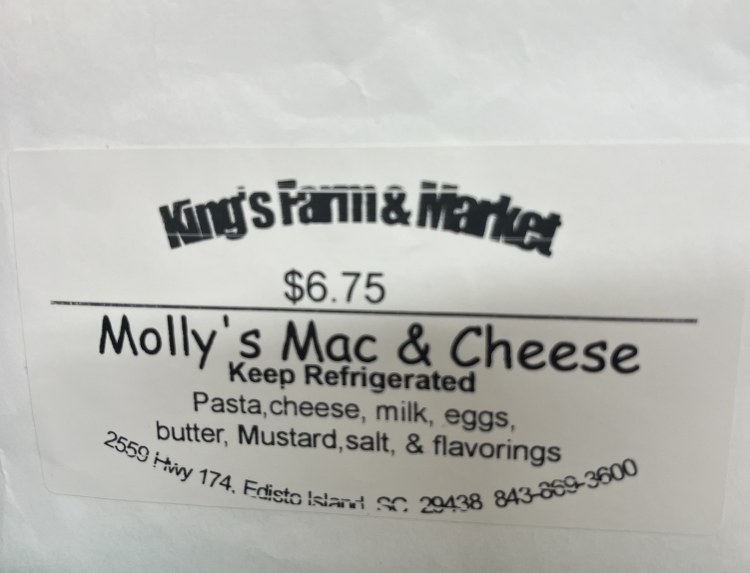 King's Farm & Market
$6.75
Molly's Mac & Cheese
Keep Refrigerated
Pasta,cheese, milk, eggs,
butter, Mustard,salt, & flavorings
2559 Hwy 174, Edisto Island SC 29438 843-869-3600